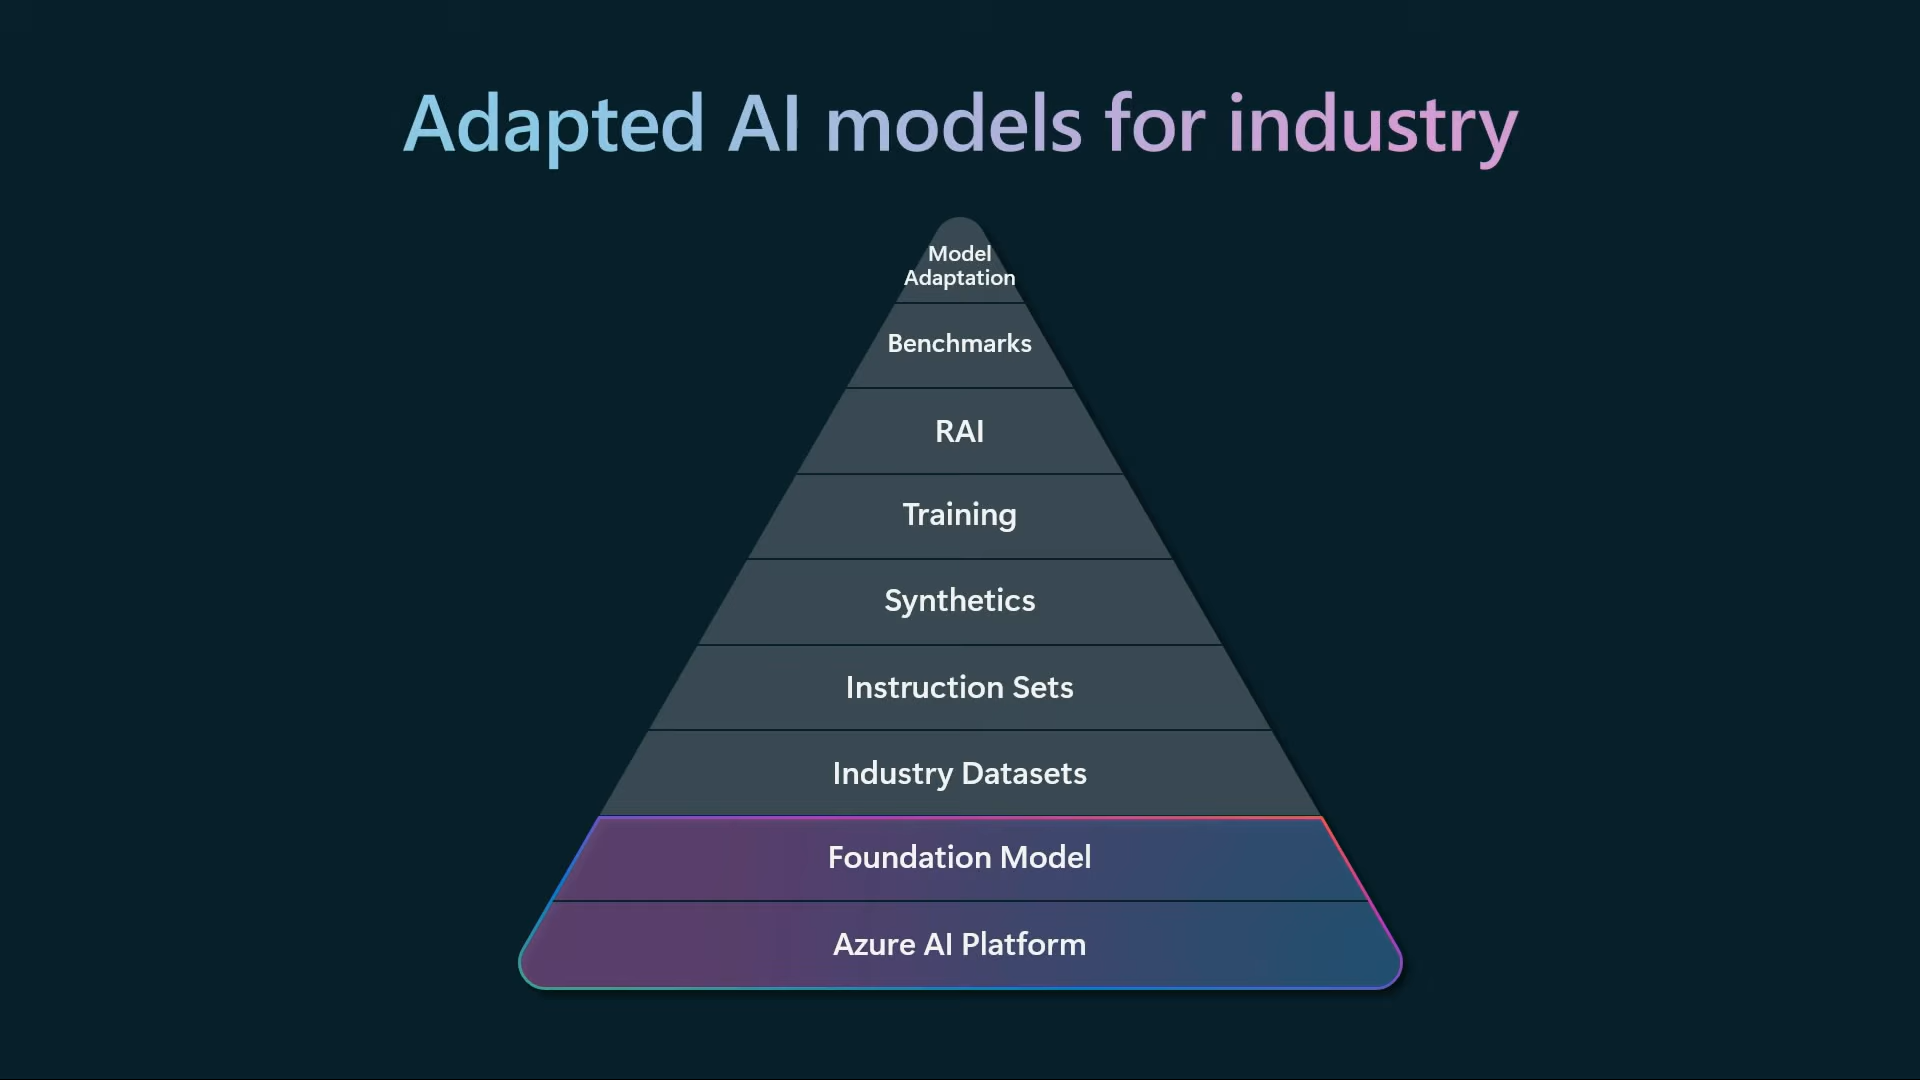 Adapted AI models for industry
Model
Adaptation
Benchmarks
RAI
Training
Synthetics
Instruction Sets
Industry Datasets
Foundation Model
Azure AI Platform